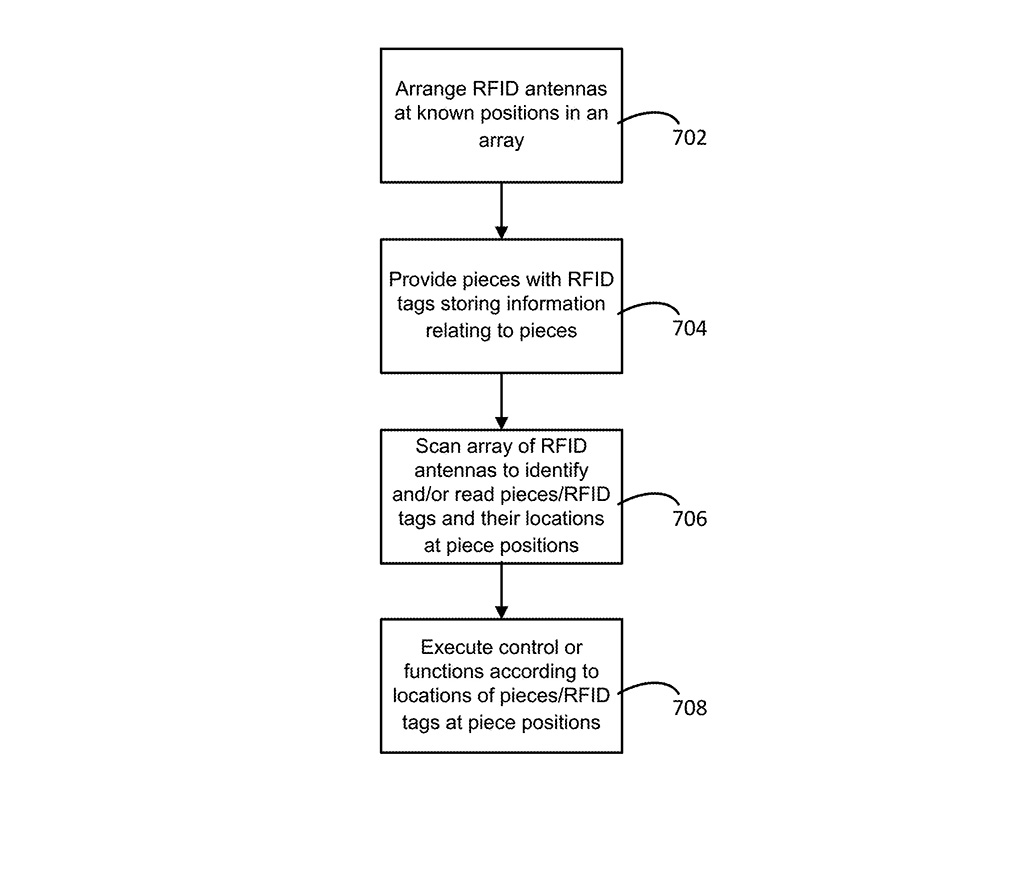 Arrange RFID antennas
at known positions in an
array
702
Provide pieces with RFID
tags storing information
relating to pieces
704
Scan array of RFID
antennas to identify
and/or read pieces/RFID
tags and their locations
at piece positions
706
Execute control or
functions according to
locations of pieces/RFID
tags at piece positions
708